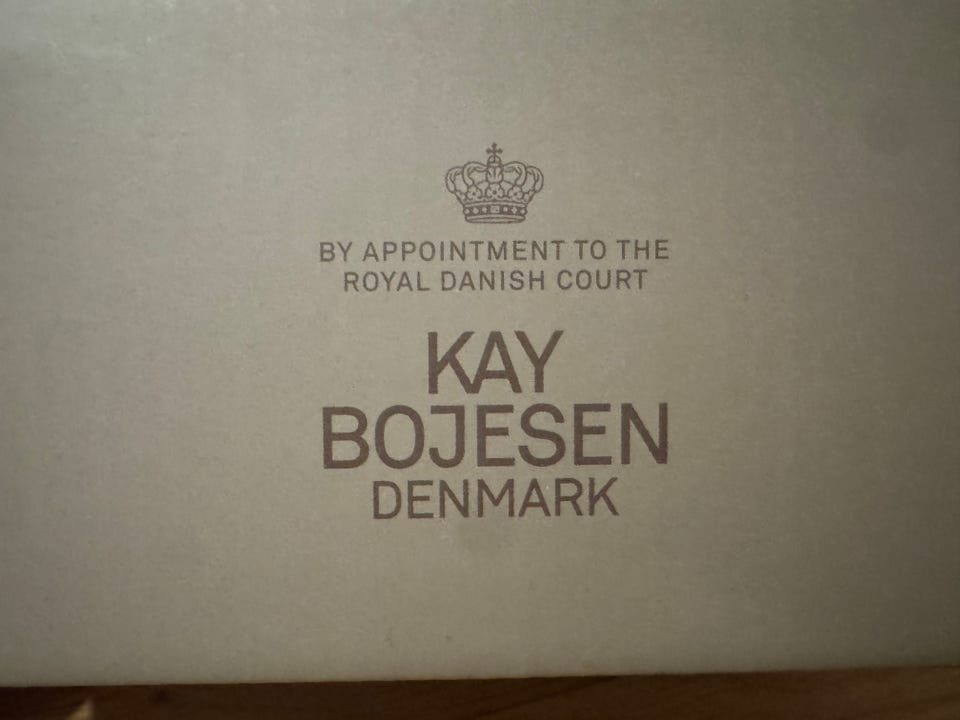 BY APPOINTMENT TO THE
ROYAL DANISH COURT
KAY
BOJESEN
DENMARK